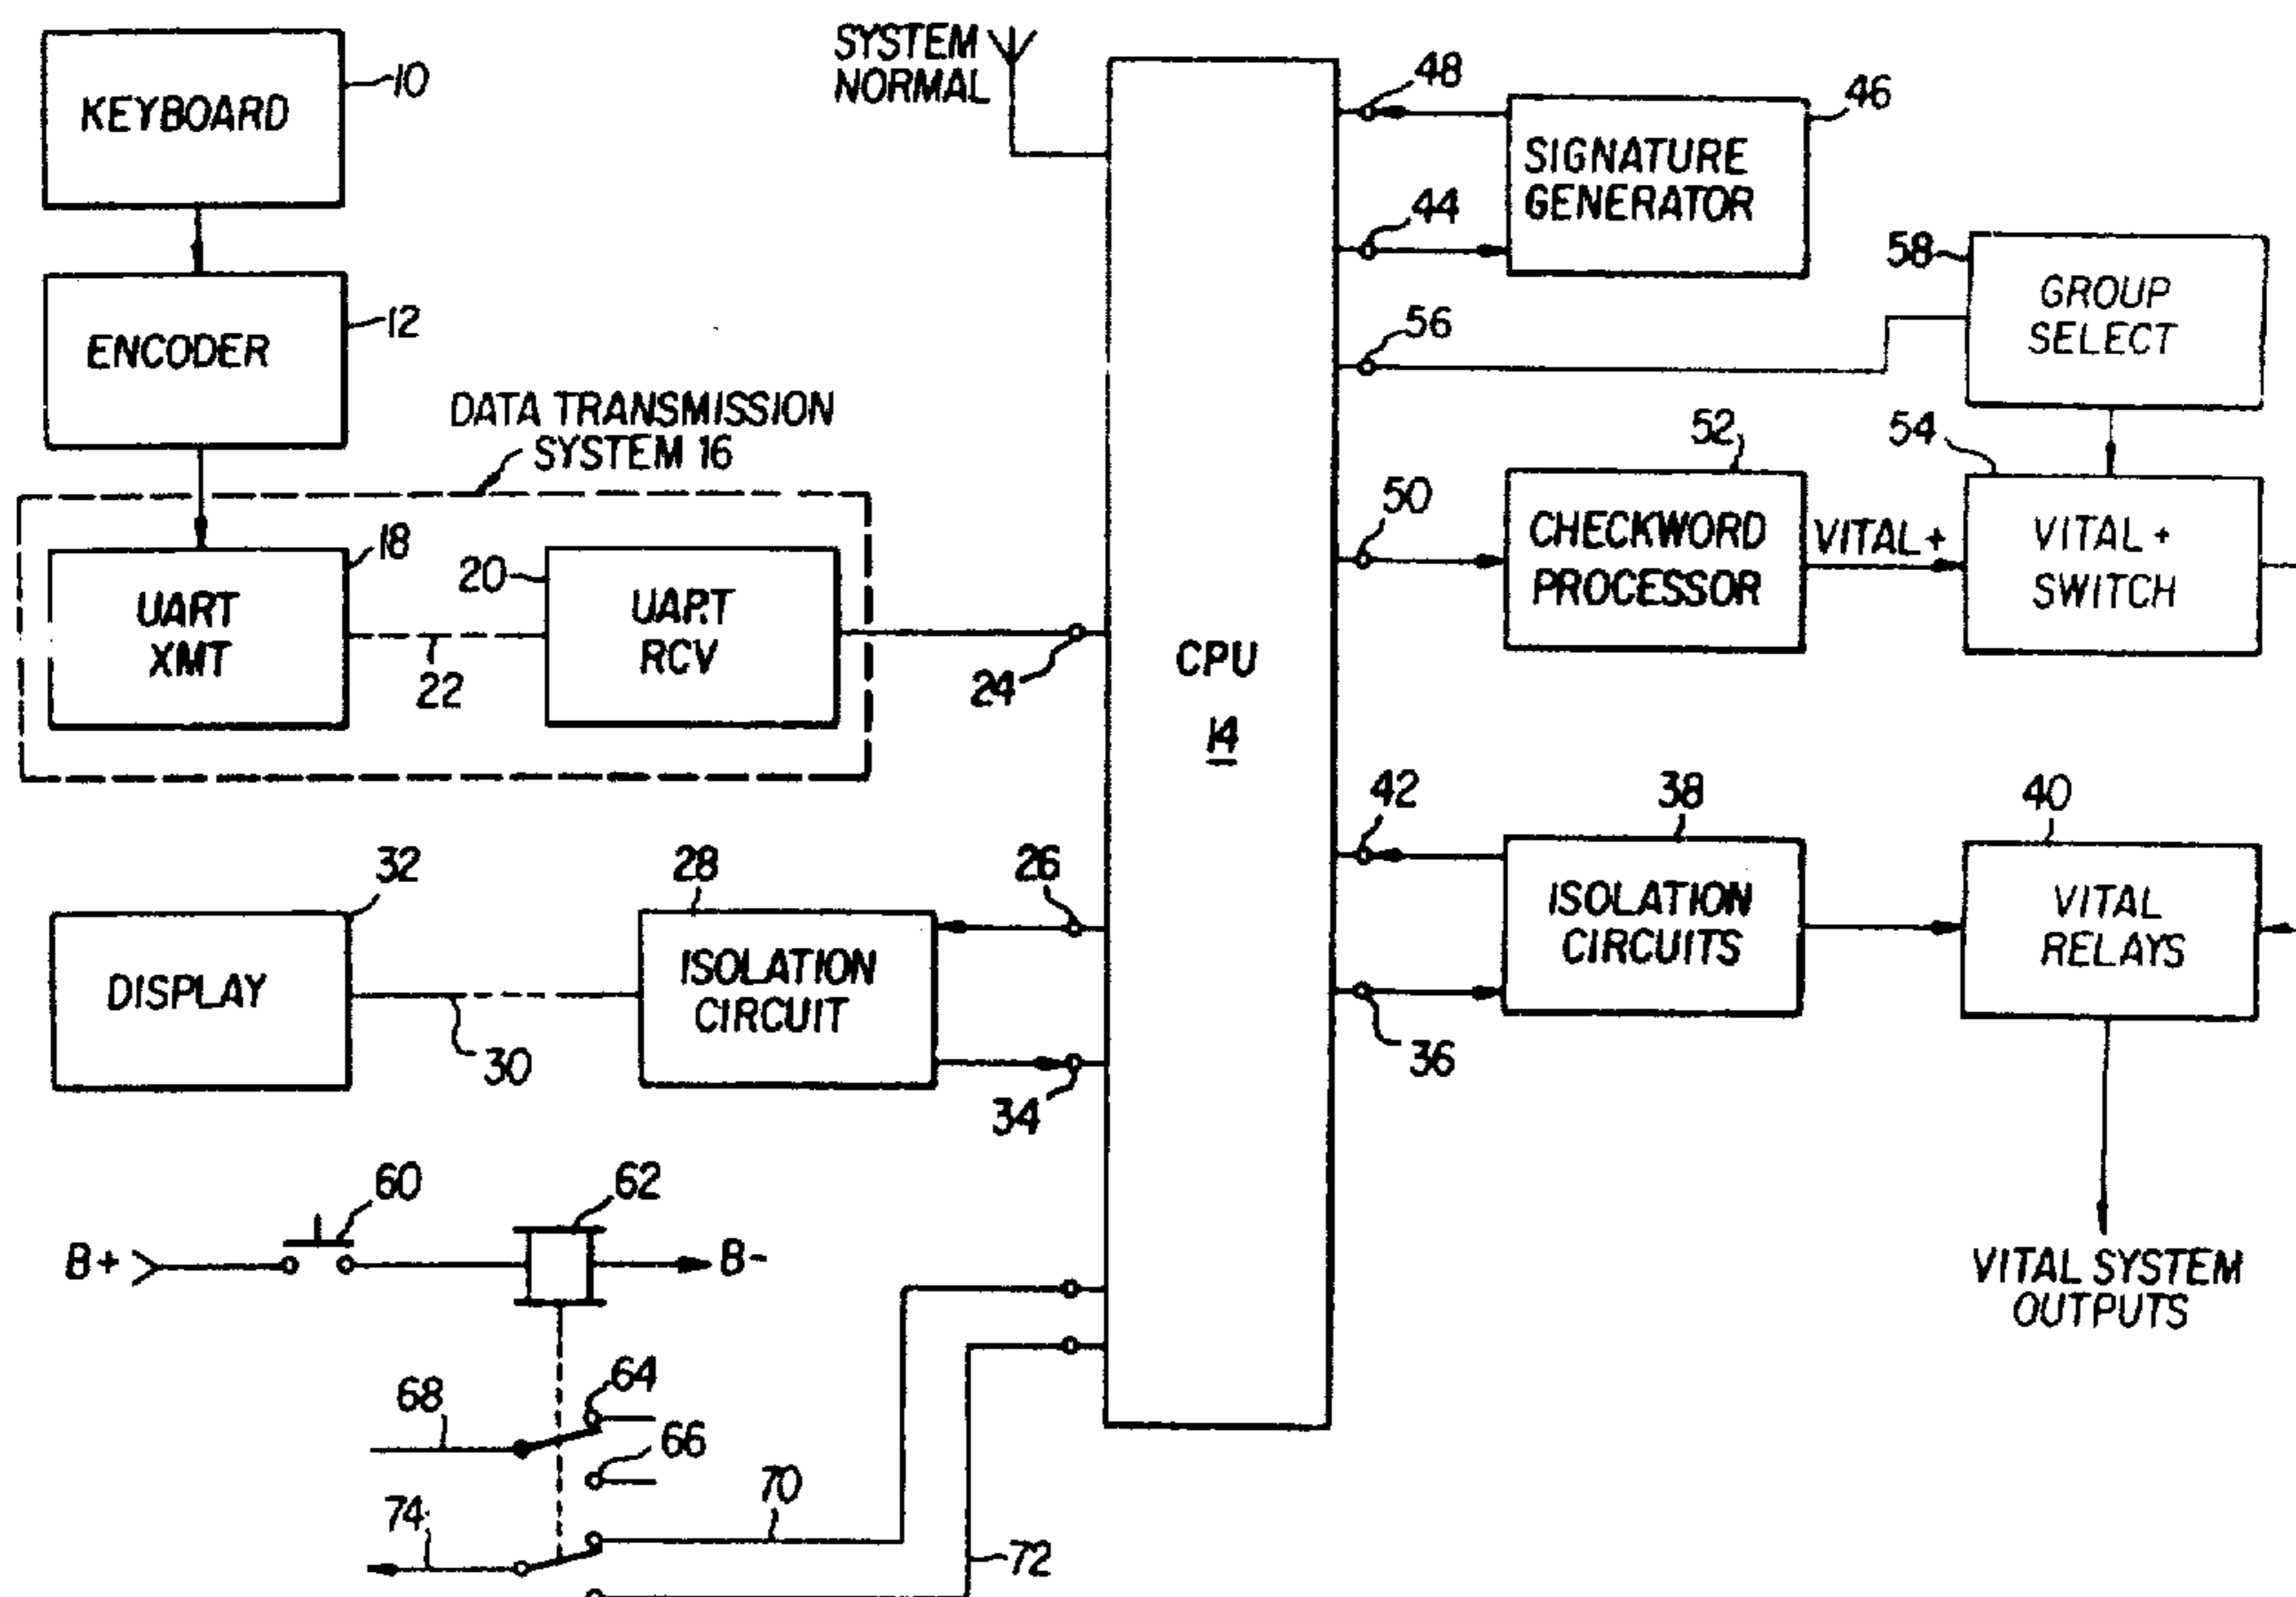 KEYBOARD
10
ENCODER
12
DATA TRANSMISSION
SYSTEM 16
UART
XMT
18
20
UART
RCV
22
24
DISPLAY
32
30
28
ISOLATION
CIRCUIT
26
34
B+
60
62
B-
64
68
66
70
74
72
SYSTEM
NORMAL
CPU
14
48
46
SIGNATURE
GENERATOR
44
56
58
GROUP
SELECT
50
52
CHECKWORD
PROCESSOR
VITAL+
54
VITAL+
SWITCH
42
38
ISOLATION
CIRCUITS
36
40
VITAL
RELAYS
VITAL SYSTEM
OUTPUTS